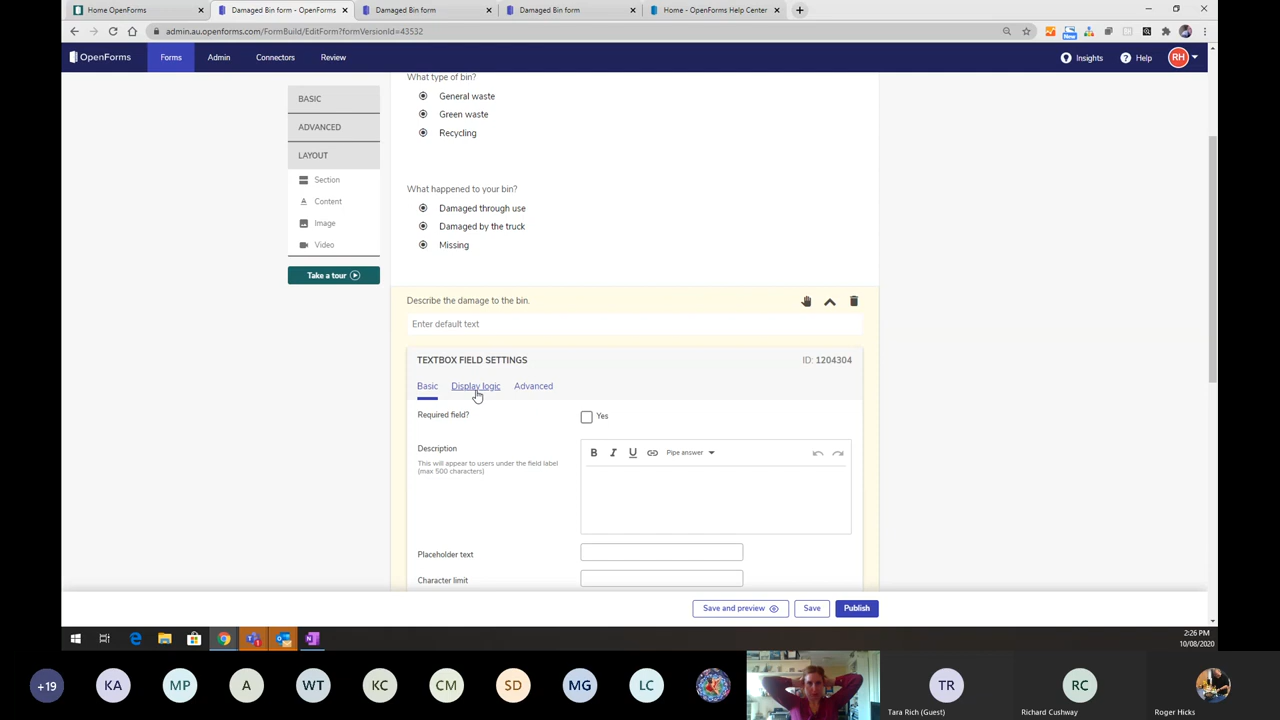 Home OpenForms
Damaged Bin form - OpenForms
Damaged Bin form
Damaged Bin form
Home - OpenForms Help Center
admin.au.openforms.com/FormBuild/EditForm?formVersionId=43532
New
OpenForms
Forms
Admin
Connectors
Review
Insights
Help
RH
BASIC
ADVANCED
LAYOUT
Section
Content
Image
Video
Take a tour
What type of bin?
General waste
Green waste
Recycling
What happened to your bin?
Damaged through use
Damaged by the truck
Missing
Describe the damage to the bin.
Enter default text
TEXTBOX FIELD SETTINGS
ID: 1204304
Basic
Display logic
Advanced
Required field?
Yes
Description
This will appear to users under the field label
(max 500 characters)
B I U
Pipe answer
Placeholder text
Character limit
Save and preview
Save
Publish
2:26 PM
10/08/2020
+19
KA
MP
A
WT
KC
CM
SD
MG
LC
TR
Tara Rich (Guest)
RC
Richard Cushway
Roger Hicks